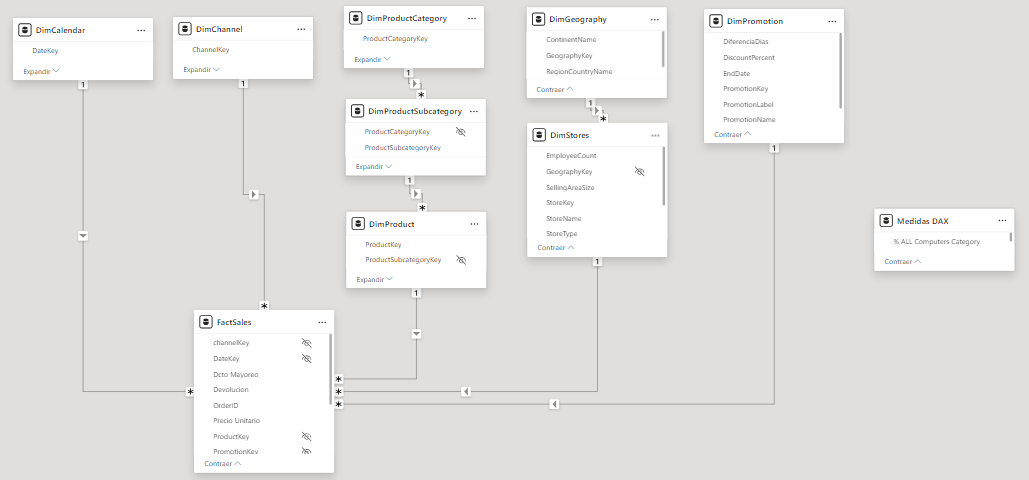 DimCalendar
DateKey
Expandir
DimChannel
ChannelKey
Expandir
DimProductCategory
ProductCategoryKey
Expandir
DimGeography
ContinentName
GeographyKey
RegionCountryName
Contraer
DimPromotion
DiferenciaDias
DiscountPercent
EndDate
PromotionKey
PromotionLabel
PromotionName
Contraer
1
1
1
*
1
*
1
DimProductSubcategory
ProductCategoryKey
ProductSubcategoryKey
Expandir
1
*
DimStores
EmployeeCount
GeographyKey
SellingAreaSize
StoreKey
StoreName
StoreType
Contraer
1
DimProduct
ProductKey
ProductSubcategoryKey
Expandir
1
Medidas DAX
% ALL Computers Category
Contraer
*
FactSales
channelKey
DateKey
Dcto Mayoreo
Devolucion
OrderID
Precio Unitario
ProductKey
PromotionKey
Contraer
*
*
*
*